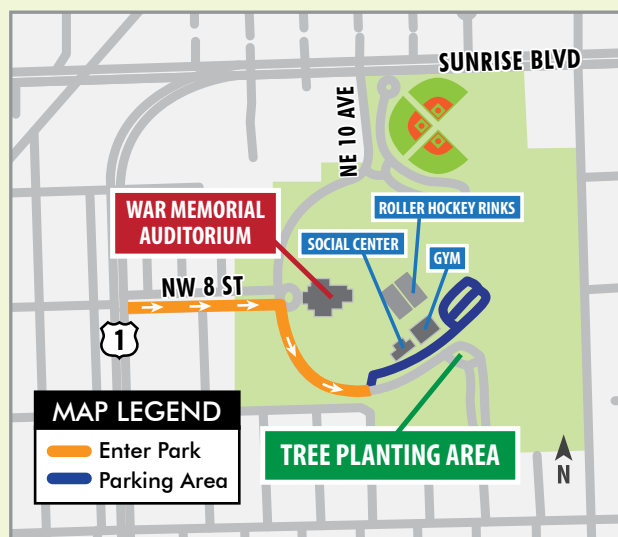 SUNRISE BLVD
NE 10 AVE
WAR MEMORIAL
AUDITORIUM
ROLLER HOCKEY RINKS
SOCIAL CENTER
GYM
NW 8 ST
1
MAP LEGEND
Enter Park
Parking Area
TREE PLANTING AREA
N